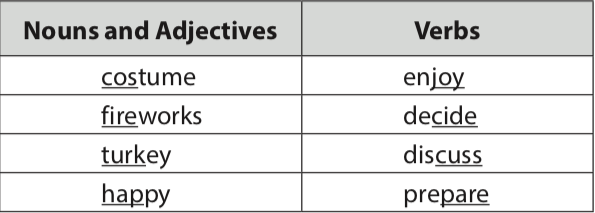 Nouns and Adjectives Verbs
costume enjoy
fireworks decide
turkey discuss
happy prepare